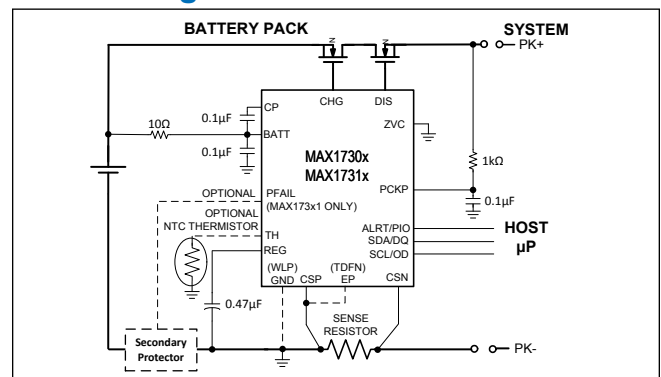 BATTERY PACK
SYSTEM
N
N
PK+
CHG
DIS
CP
0.1µF
ZVC
10Ω
BATT
0.1µF
MAX1730x
MAX1731x
1kΩ
PCKP
OPTIONAL
PFAIL
(MAX173x1 ONLY)
0.1µF
OPTIONAL
NTC THERMISTOR
TH
ALRT/PIO
HOST
SDA/DQ
µP
REG
SCL/OD
(WLP)
GND
CSP
(TDFN)
EP
CSN
0.47µF
SENSE
RESISTOR
Secondary
Protector
PK-